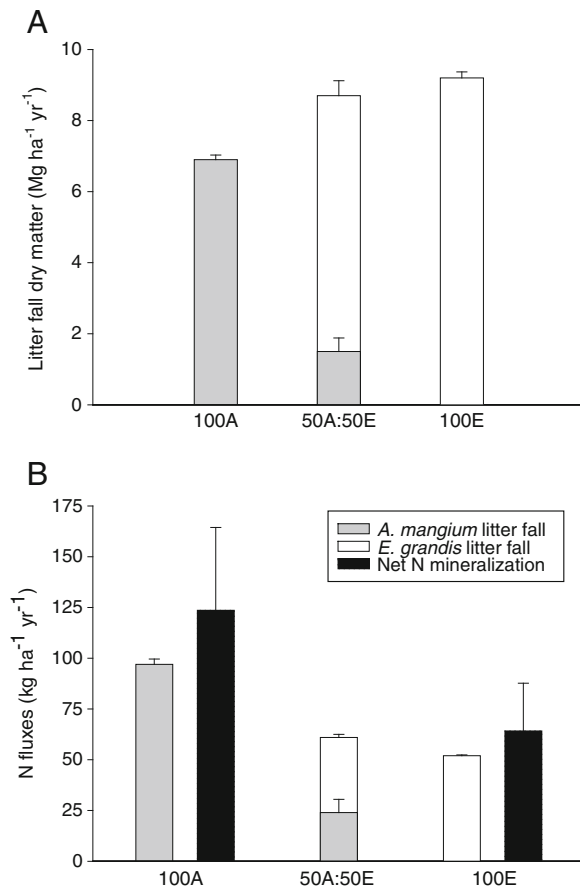 A
Litter fall dry matter (Mg ha⁻¹ yr⁻¹)
10
8
6
4
2
0
100A 50A:50E 100E
B
N fluxes (kg ha⁻¹ yr⁻¹)
175
150
125
100
75
50
25
0
A. mangium litter fall
E. grandis litter fall
Net N mineralization
100A 50A:50E 100E